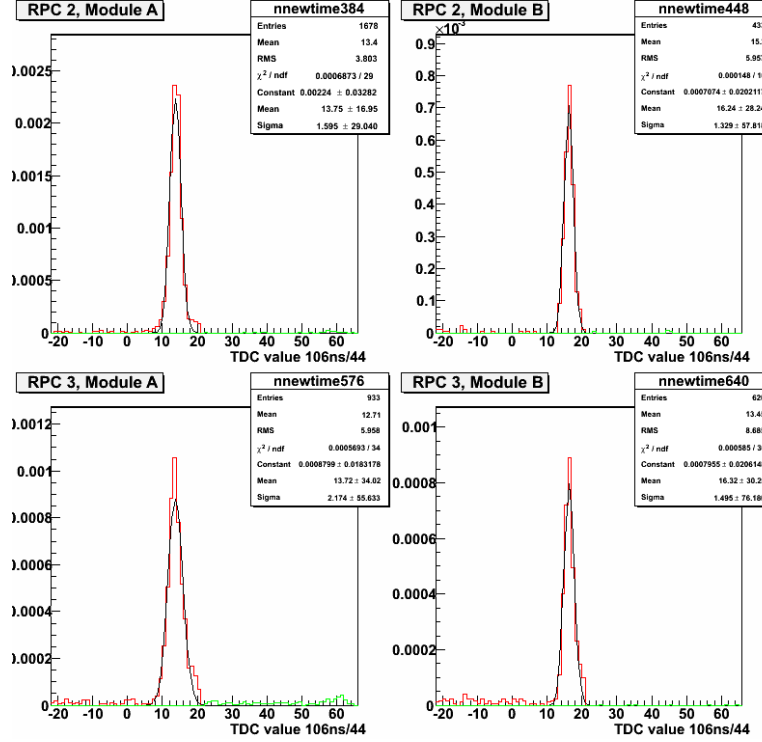 RPC 2, Module A
nnewtime384
Entries 1678
Mean 13.4
RMS 3.803
χ² / ndf 0.0006873 / 29
Constant 0.00224 ± 0.03282
Mean 13.75 ± 16.95
Sigma 1.595 ± 29.040
0.0025
0.002
0.0015
0.001
0.0005
0
-20 -10 0 10 20 30 40 50 60
TDC value 106ns/44
RPC 2, Module B
×10⁻³
nnewtime448
Entries
Mean
RMS
χ² / ndf 0.000148 /
Constant 0.0007074 ±
Mean 16.24 ±
Sigma 1.329 ±
0.9
0.8
0.7
0.6
0.5
0.4
0.3
0.2
0.1
0
-20 -10 0 10 20 30 40 50 60
TDC value 106ns/44
RPC 3, Module A
nnewtime576
Entries 933
Mean 12.71
RMS 5.958
χ² / ndf 0.0005693 / 34
Constant 0.0008799 ± 0.0183178
Mean 13.72 ± 34.02
Sigma 2.174 ± 55.633
0.0012
0.001
0.0008
0.0006
0.0004
0.0002
0
-20 -10 0 10 20 30 40 50 60
TDC value 106ns/44
RPC 3, Module B
nnewtime640
Entries
Mean
RMS
χ² / ndf 0.000585 /
Constant 0.0007955 ±
Mean 16.32 ±
Sigma 1.495 ±
0.001
0.0008
0.0006
0.0004
0.0002
0
-20 -10 0 10 20 30 40 50 60
TDC value 106ns/44